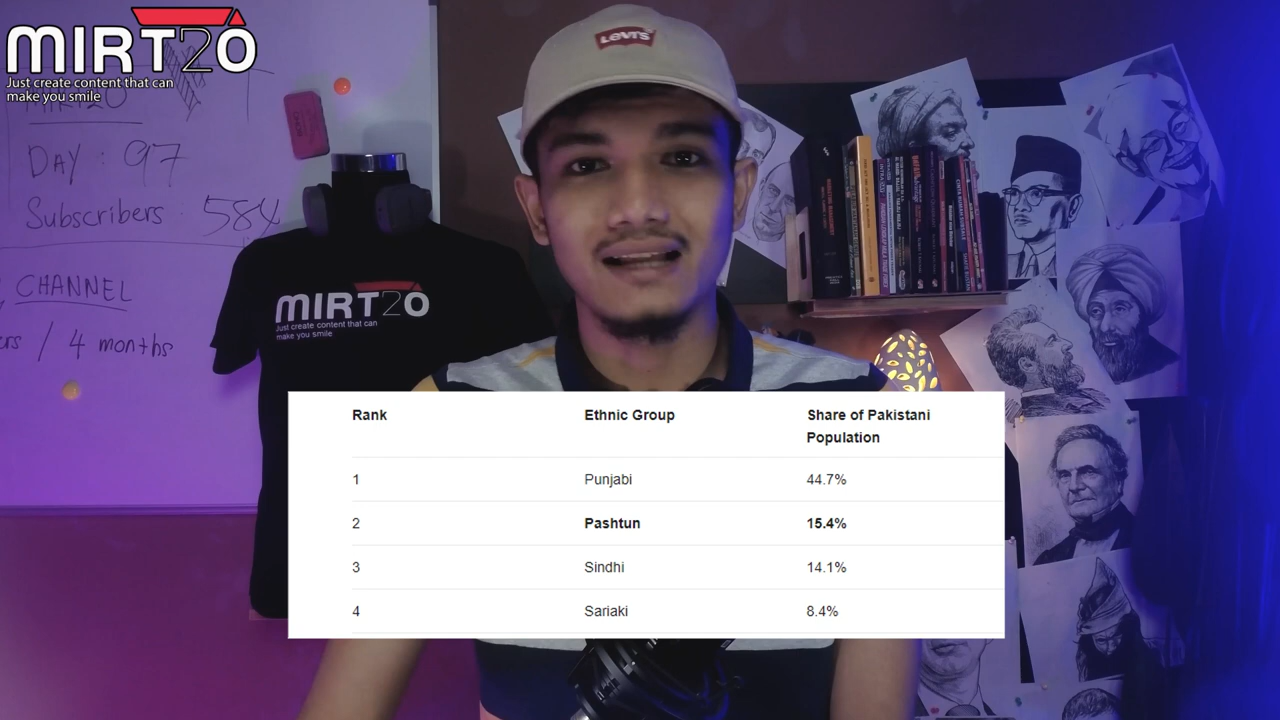 MIRT20
Just create content that can
make you smile
DAY : 97
Subscribers : 584
CHANNEL
/ 4 months
LEVI'S
MIRT20
Just create content that can
make you smile
Rank Ethnic Group Share of Pakistani
Population
1 Punjabi 44.7%
2 Pashtun 15.4%
3 Sindhi 14.1%
4 Sariaki 8.4%